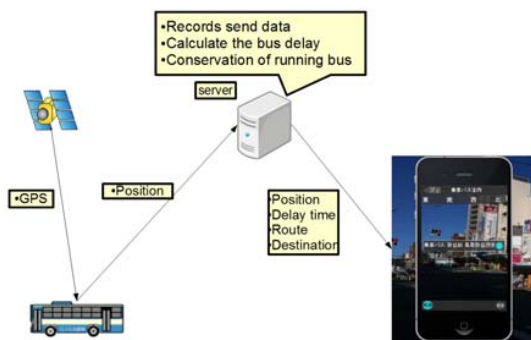 •Records send data
•Calculate the bus delay
•Conservation of running bus
server
•GPS
•Position
•Position
•Delay time
•Route
•Destination